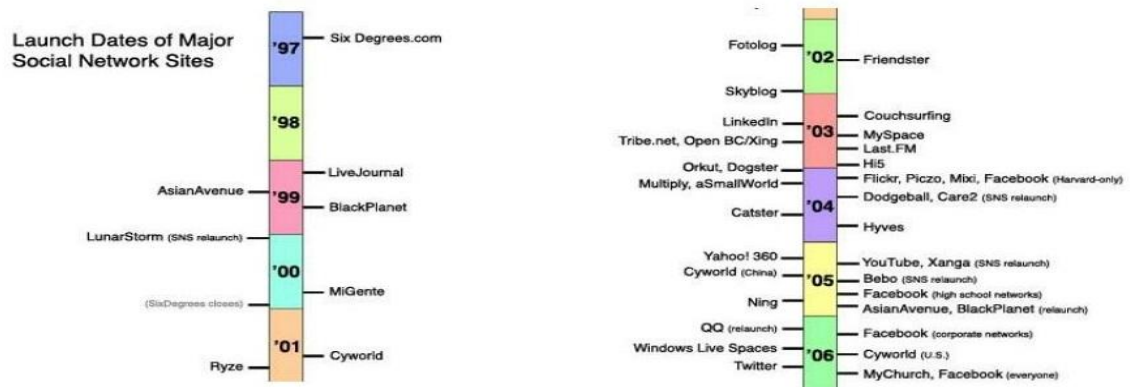 Launch Dates of Major
Social Network Sites
'97
Six Degrees.com
'98
'99
LiveJournal
AsianAvenue
BlackPlanet
LunarStorm (SNS relaunch)
'00
MiGente
(SixDegrees closes)
'01
Cyworld
Ryze
Fotolog
'02
Friendster
Skyblog
Couchsurfing
LinkedIn
'03
MySpace
Tribe.net, Open BC/Xing
Last.FM
Hi5
Orkut, Dogster
Flickr, Piczo, Mixi, Facebook (Harvard-only)
Multiply, aSmallWorld
Dodgeball, Care2 (SNS relaunch)
'04
Catster
Hyves
Yahoo! 360
YouTube, Xanga (SNS relaunch)
Cyworld (China)
'05
Bebo (SNS relaunch)
Facebook (high school networks)
Ning
AsianAvenue, BlackPlanet (relaunch)
QQ (relaunch)
Facebook (corporate networks)
Windows Live Spaces
'06
Cyworld (U.S.)
Twitter
MyChurch, Facebook (everyone)